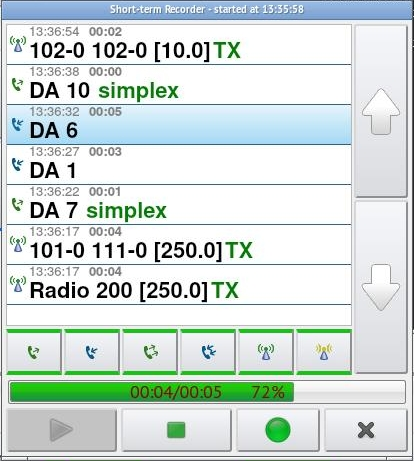 Short-term Recorder - started at 13:35:58
13:36:54 00:02
102-0 102-0 [10.0] TX
13:36:38 00:00
DA 10 simplex
13:36:32 00:05
DA 6
13:36:27 00:03
DA 1
13:36:22 00:01
DA 7 simplex
13:36:17 00:04
101-0 111-0 [250.0] TX
13:36:17 00:04
Radio 200 [250.0] TX
00:04/00:05 72%